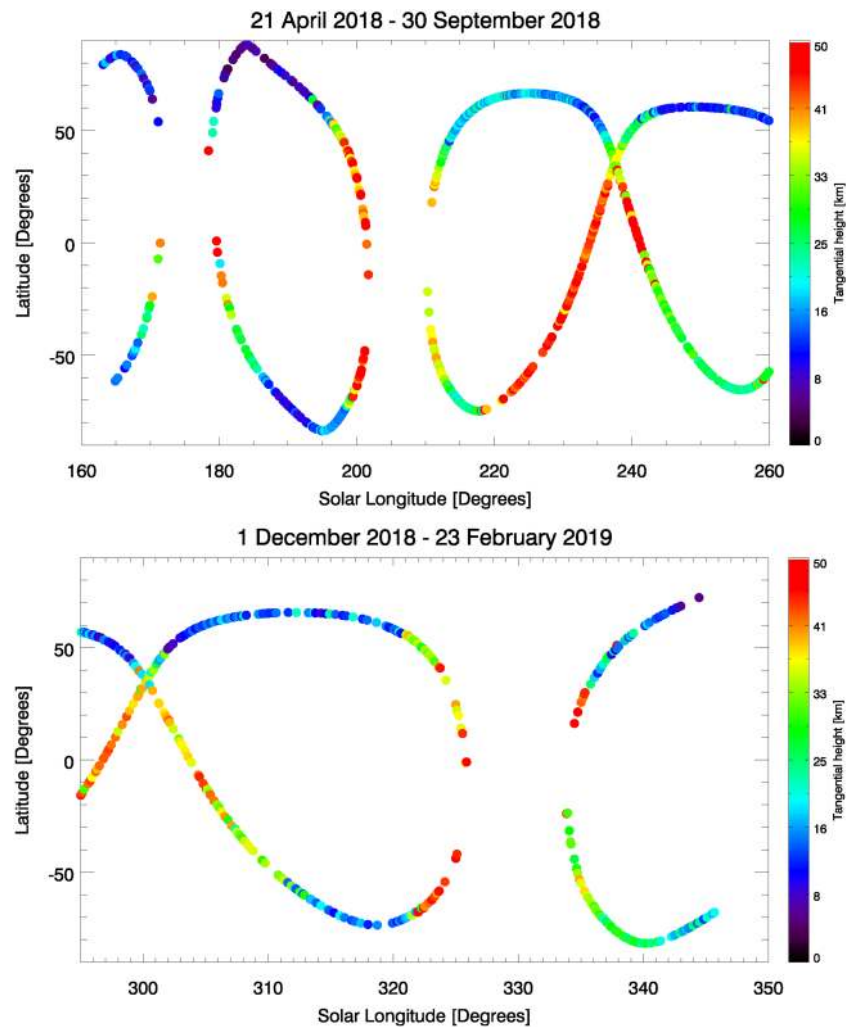 21 April 2018 - 30 September 2018
50
0
-50
Latitude [Degrees]
160 180 200 220 240 260
Solar Longitude [Degrees]
50
41
33
25
16
8
0
Tangential height [km]
1 December 2018 - 23 February 2019
50
0
-50
Latitude [Degrees]
300 310 320 330 340 350
Solar Longitude [Degrees]
50
41
33
25
16
8
0
Tangential height [km]